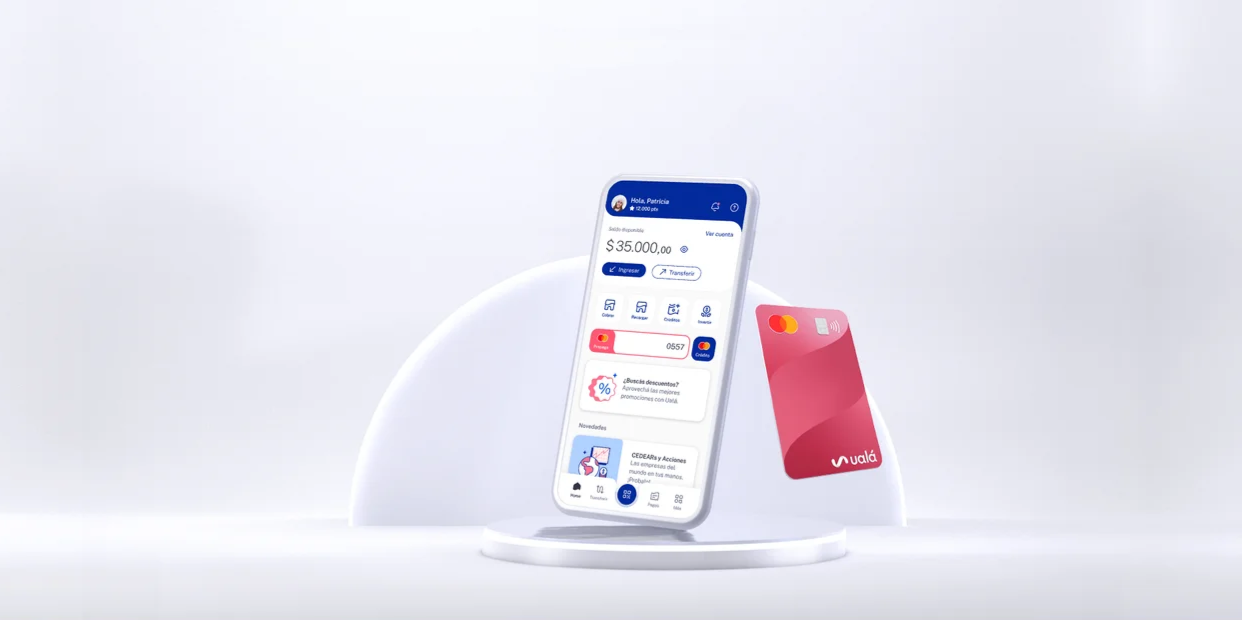 Hola, Patricia
12.000 pts
Saldo disponible
Ver cuenta
$35.000,00
Ingresar
Transferir
Cobros
Recargar
Créditos
Invertir
Prepaga
0557
Crédito
¿Buscás descuentos?
Aprovechá las mejores
promociones con Ualá.
Novedades
CEDEARs y Acciones
Las empresas del
mundo en tus manos.
¡Probalo!
Home
Transferir
Pagos
Más
ualá